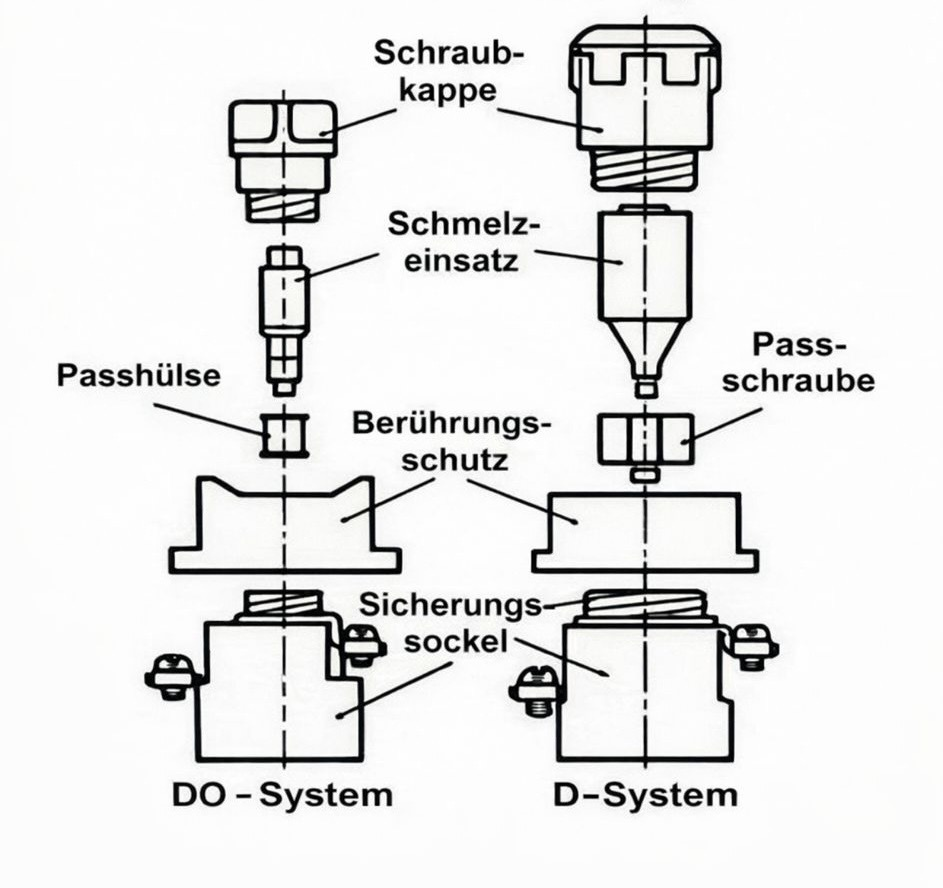 Schraub-
kappe
Schmelz-
einsatz
Pass-
schraube
Passhülse
Berührungs-
schutz
Sicherungs-
sockel
DO – System
D–System